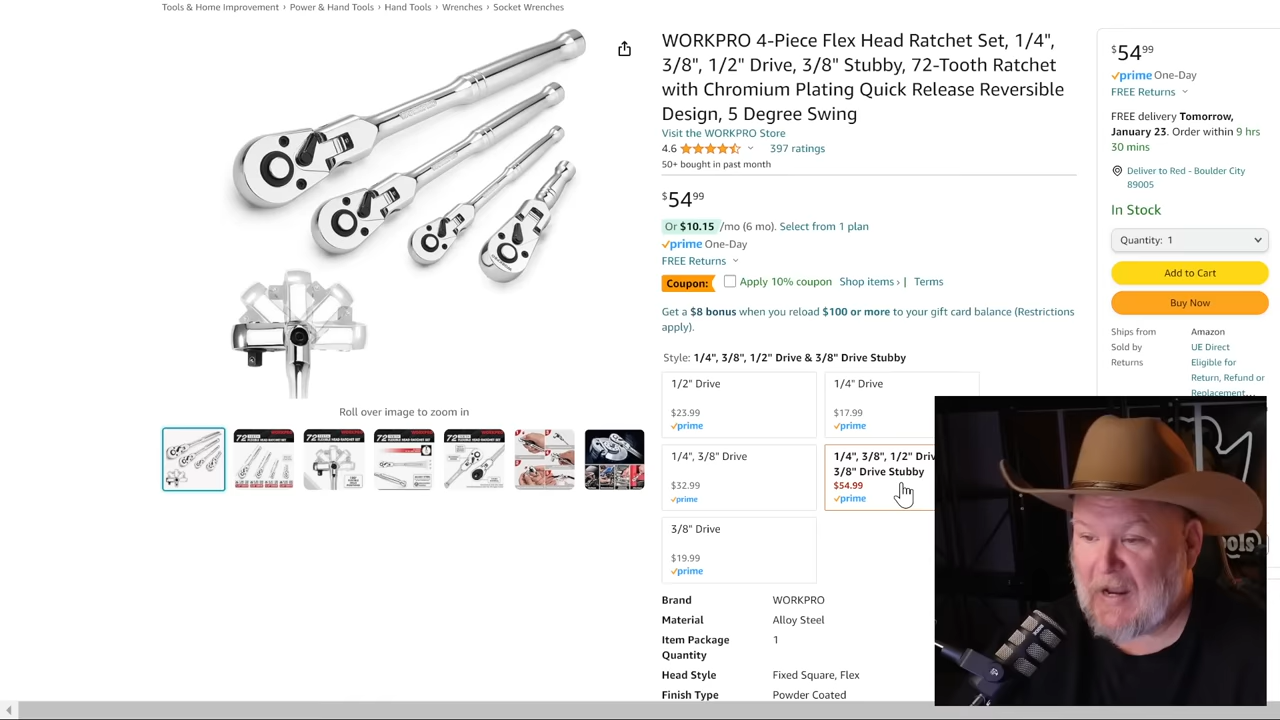 Tools & Home Improvement › Power & Hand Tools › Hand Tools › Wrenches › Socket Wrenches
WORKPRO 4-Piece Flex Head Ratchet Set, 1/4",
3/8", 1/2" Drive, 3/8" Stubby, 72-Tooth Ratchet
with Chromium Plating Quick Release Reversible
Design, 5 Degree Swing
Visit the WORKPRO Store
4.6
397 ratings
50+ bought in past month
$54 99
Or $10.15 /mo (6 mo). Select from 1 plan
prime One-Day
FREE Returns
Coupon: Apply 10% coupon Shop items › | Terms
Get a $8 bonus when you reload $100 or more to your gift card balance (Restrictions
apply).
Style: 1/4", 3/8", 1/2" Drive & 3/8" Drive Stubby
1/2" Drive
$23.99
prime
1/4" Drive
$17.99
prime
1/4", 3/8" Drive
$32.99
prime
1/4", 3/8", 1/2" Driv
3/8" Drive Stubby
$54.99
prime
3/8" Drive
$19.99
prime
Brand WORKPRO
Material Alloy Steel
Item Package 1
Quantity
Head Style Fixed Square, Flex
Finish Type Powder Coated
Roll over image to zoom in
$54 99
prime One-Day
FREE Returns
FREE delivery Tomorrow,
January 23. Order within 9 hrs
30 mins
Deliver to Red - Boulder City
89005
In Stock
Quantity: 1
Add to Cart
Buy Now
Ships from Amazon
Sold by UE Direct
Returns Eligible for
Return, Refund or
Replacement...
ols